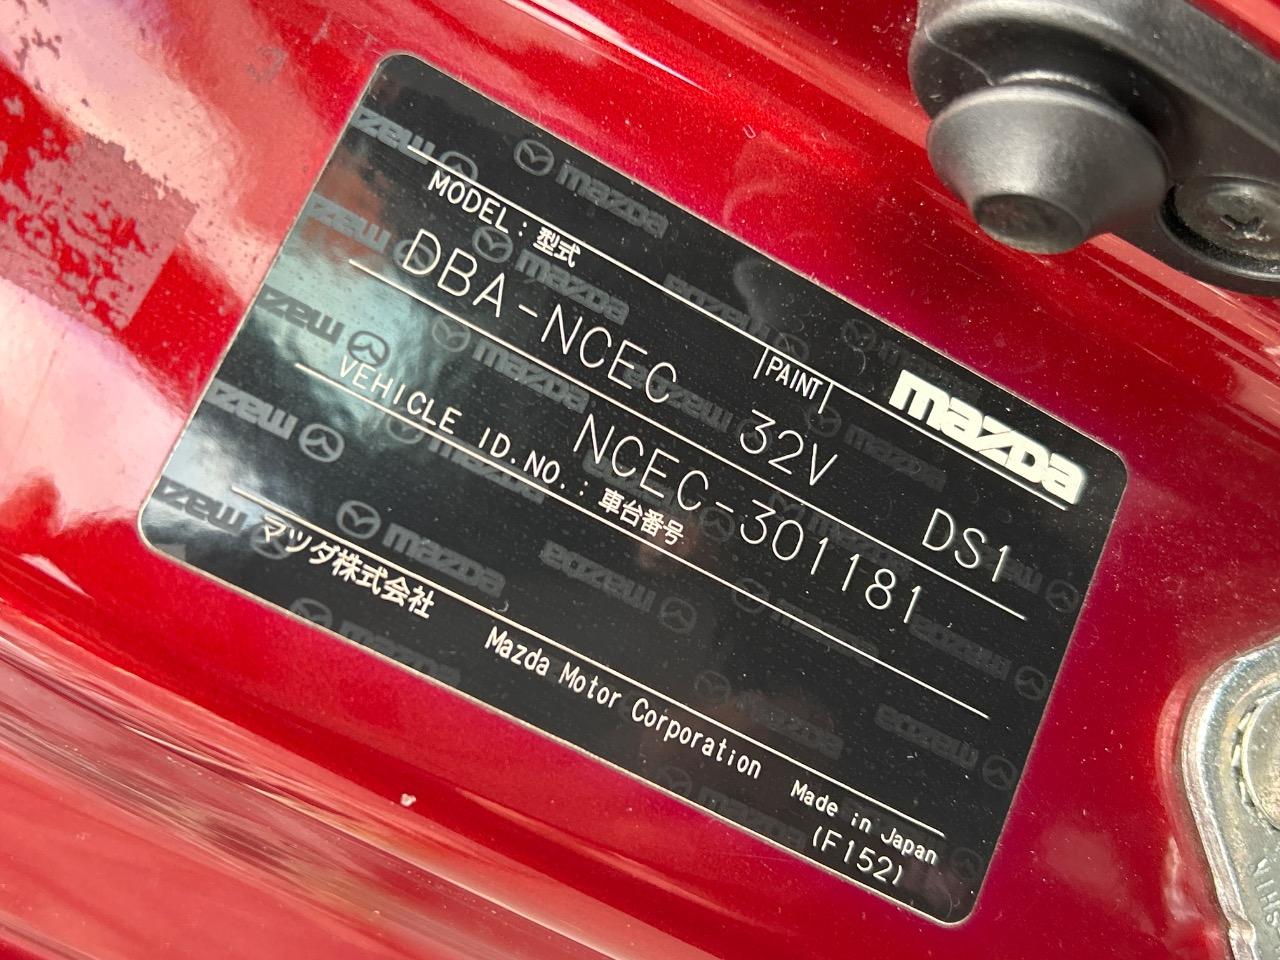 mazda
MODEL：型式
PAINT
DBA-NCEC 32V DS1
NCEC-301181
VEHICLE ID.NO.：車台番号
マツダ株式会社 Mazda Motor Corporation Made in Japan
(F152)